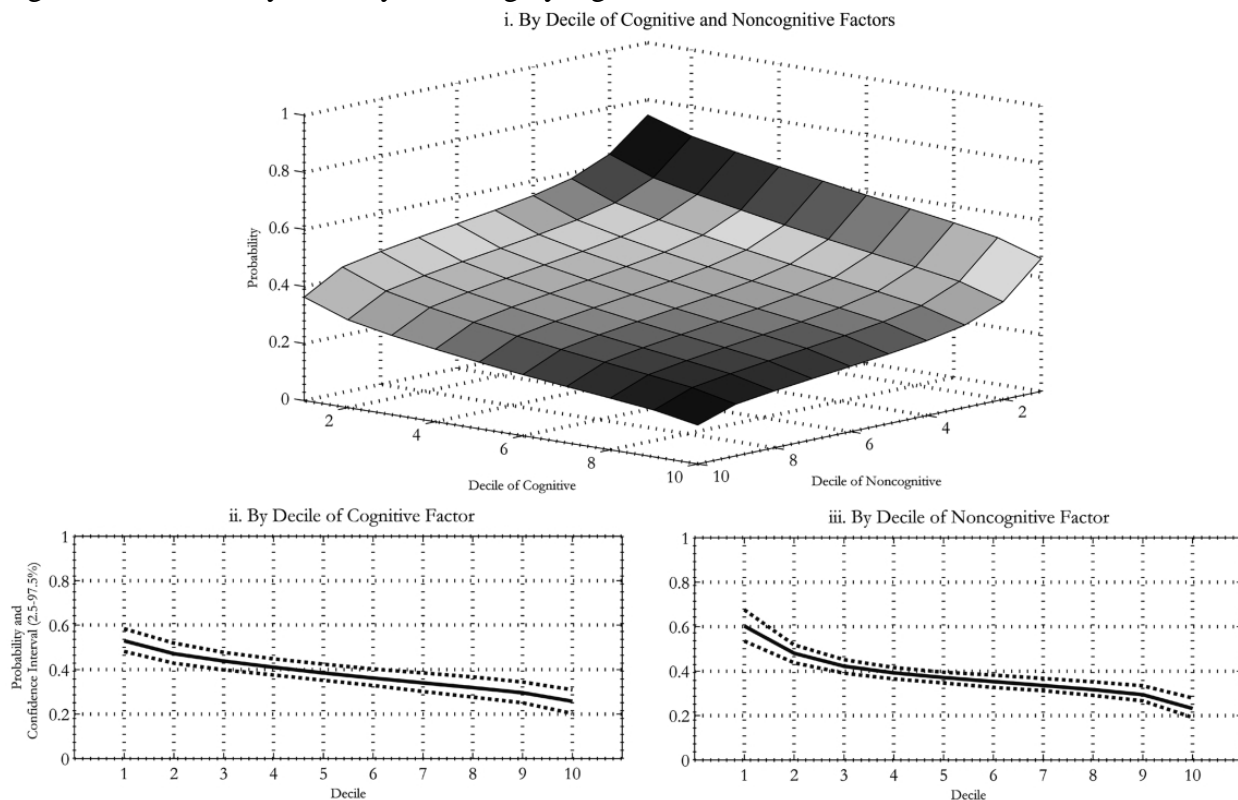 i. By Decile of Cognitive and Noncognitive Factors
1
0.8
0.6
0.4
0.2
0
Probability
2
4
6
8
10
Decile of Cognitive
10
8
6
4
2
Decile of Noncognitive
ii. By Decile of Cognitive Factor
1
0.8
0.6
0.4
0.2
0
Probability and
Confidence Interval (2.5-97.5%)
1 2 3 4 5 6 7 8 9 10
Decile
iii. By Decile of Noncognitive Factor
1
0.8
0.6
0.4
0.2
0
1 2 3 4 5 6 7 8 9 10
Decile